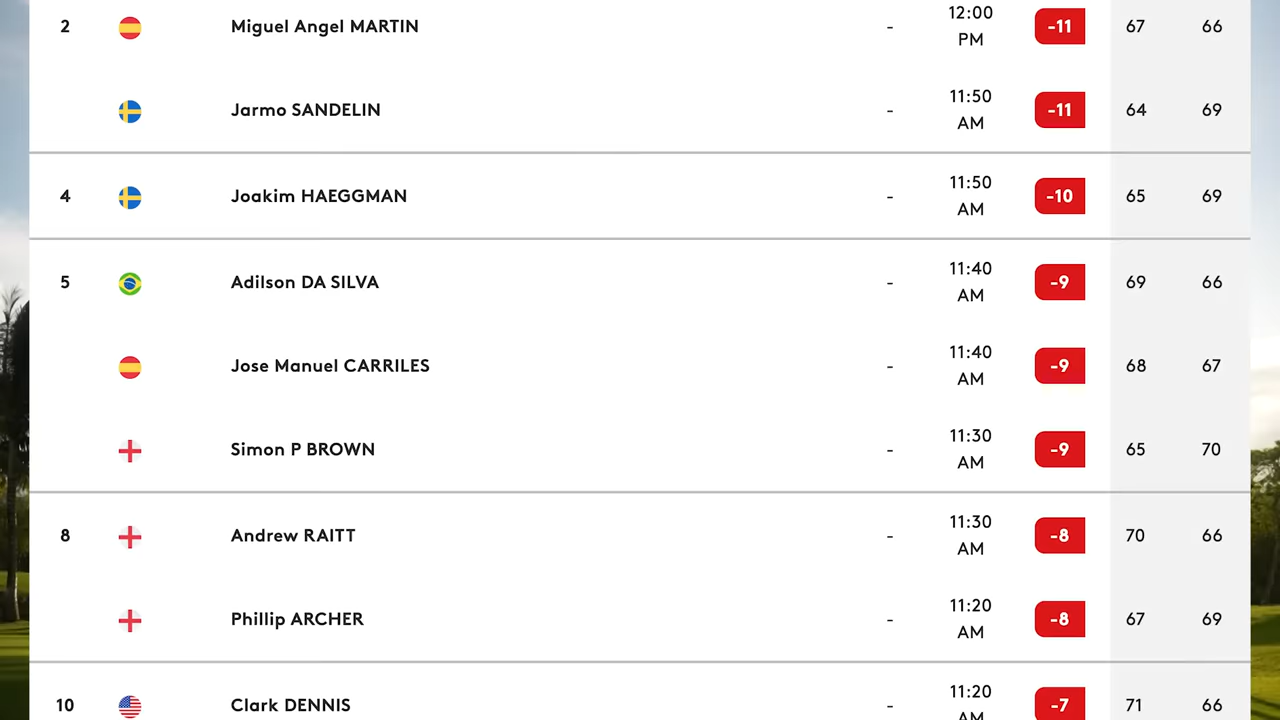 2 Miguel Angel MARTIN - 12:00 PM -11 67 66
Jarmo SANDELIN - 11:50 AM -11 64 69
4 Joakim HAEGGMAN - 11:50 AM -10 65 69
5 Adilson DA SILVA - 11:40 AM -9 69 66
Jose Manuel CARRILES - 11:40 AM -9 68 67
Simon P BROWN - 11:30 AM -9 65 70
8 Andrew RAITT - 11:30 AM -8 70 66
Phillip ARCHER - 11:20 AM -8 67 69
10 Clark DENNIS - 11:20 AM -7 71 66